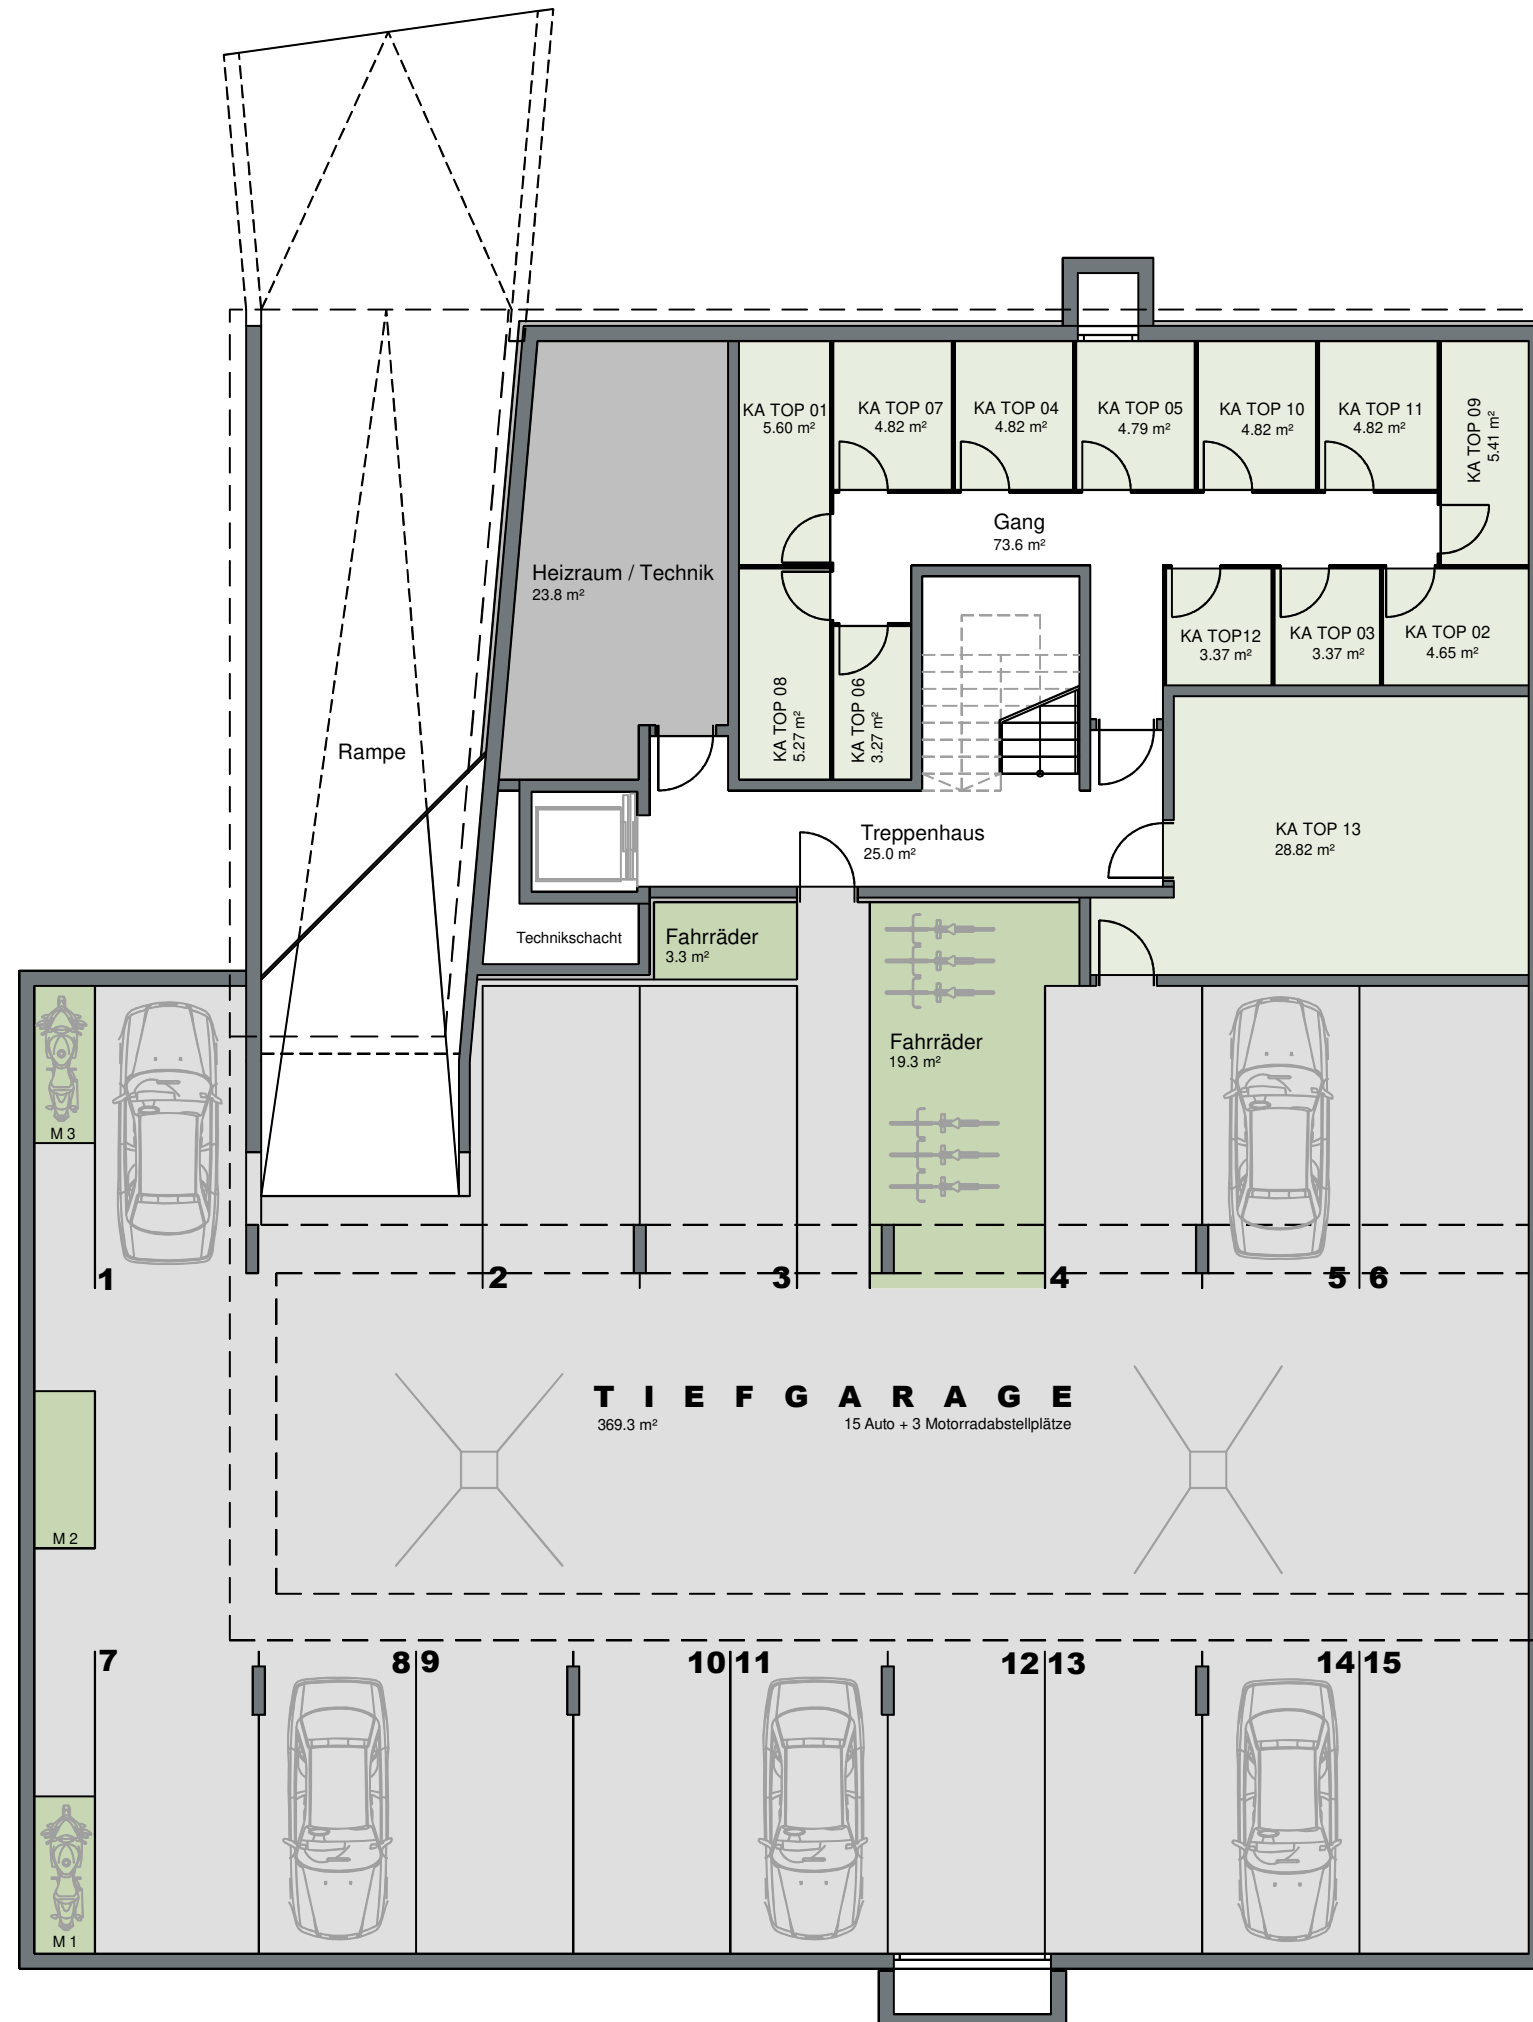 KA TOP 01
5.60 m²
KA TOP 07
4.82 m²
KA TOP 04
4.82 m²
KA TOP 05
4.79 m²
KA TOP 10
4.82 m²
KA TOP 11
4.82 m²
KA TOP 09
5.41 m²
Gang
73.6 m²
Heizraum / Technik
23.8 m²
KA TOP12
3.37 m²
KA TOP 03
3.37 m²
KA TOP 02
4.65 m²
KA TOP 08
5.27 m²
KA TOP 06
3.27 m²
Rampe
Treppenhaus
25.0 m²
KA TOP 13
28.82 m²
Technikschacht
Fahrräder
3.3 m²
Fahrräder
19.3 m²
M 3
1
2
3
4
5
6
TIEFGARAGE
369.3 m²
15 Auto + 3 Motorradabstellplätze
M 2
7
8
9
10
11
12
13
14
15
M 1